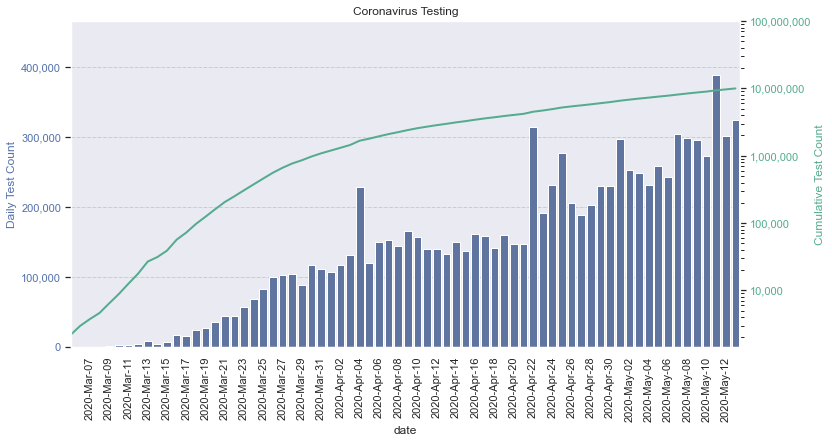 Coronavirus Testing
Daily Test Count
400,000
300,000
200,000
100,000
0
100,000,000
10,000,000
1,000,000
100,000
10,000
Cumulative Test Count
2020-Mar-07
2020-Mar-09
2020-Mar-11
2020-Mar-13
2020-Mar-15
2020-Mar-17
2020-Mar-19
2020-Mar-21
2020-Mar-23
2020-Mar-25
2020-Mar-27
2020-Mar-29
2020-Mar-31
2020-Apr-02
2020-Apr-04
2020-Apr-06
2020-Apr-08
2020-Apr-10
2020-Apr-12
2020-Apr-14
2020-Apr-16
2020-Apr-18
2020-Apr-20
2020-Apr-22
2020-Apr-24
2020-Apr-26
2020-Apr-28
2020-Apr-30
2020-May-02
2020-May-04
2020-May-06
2020-May-08
2020-May-10
2020-May-12
date